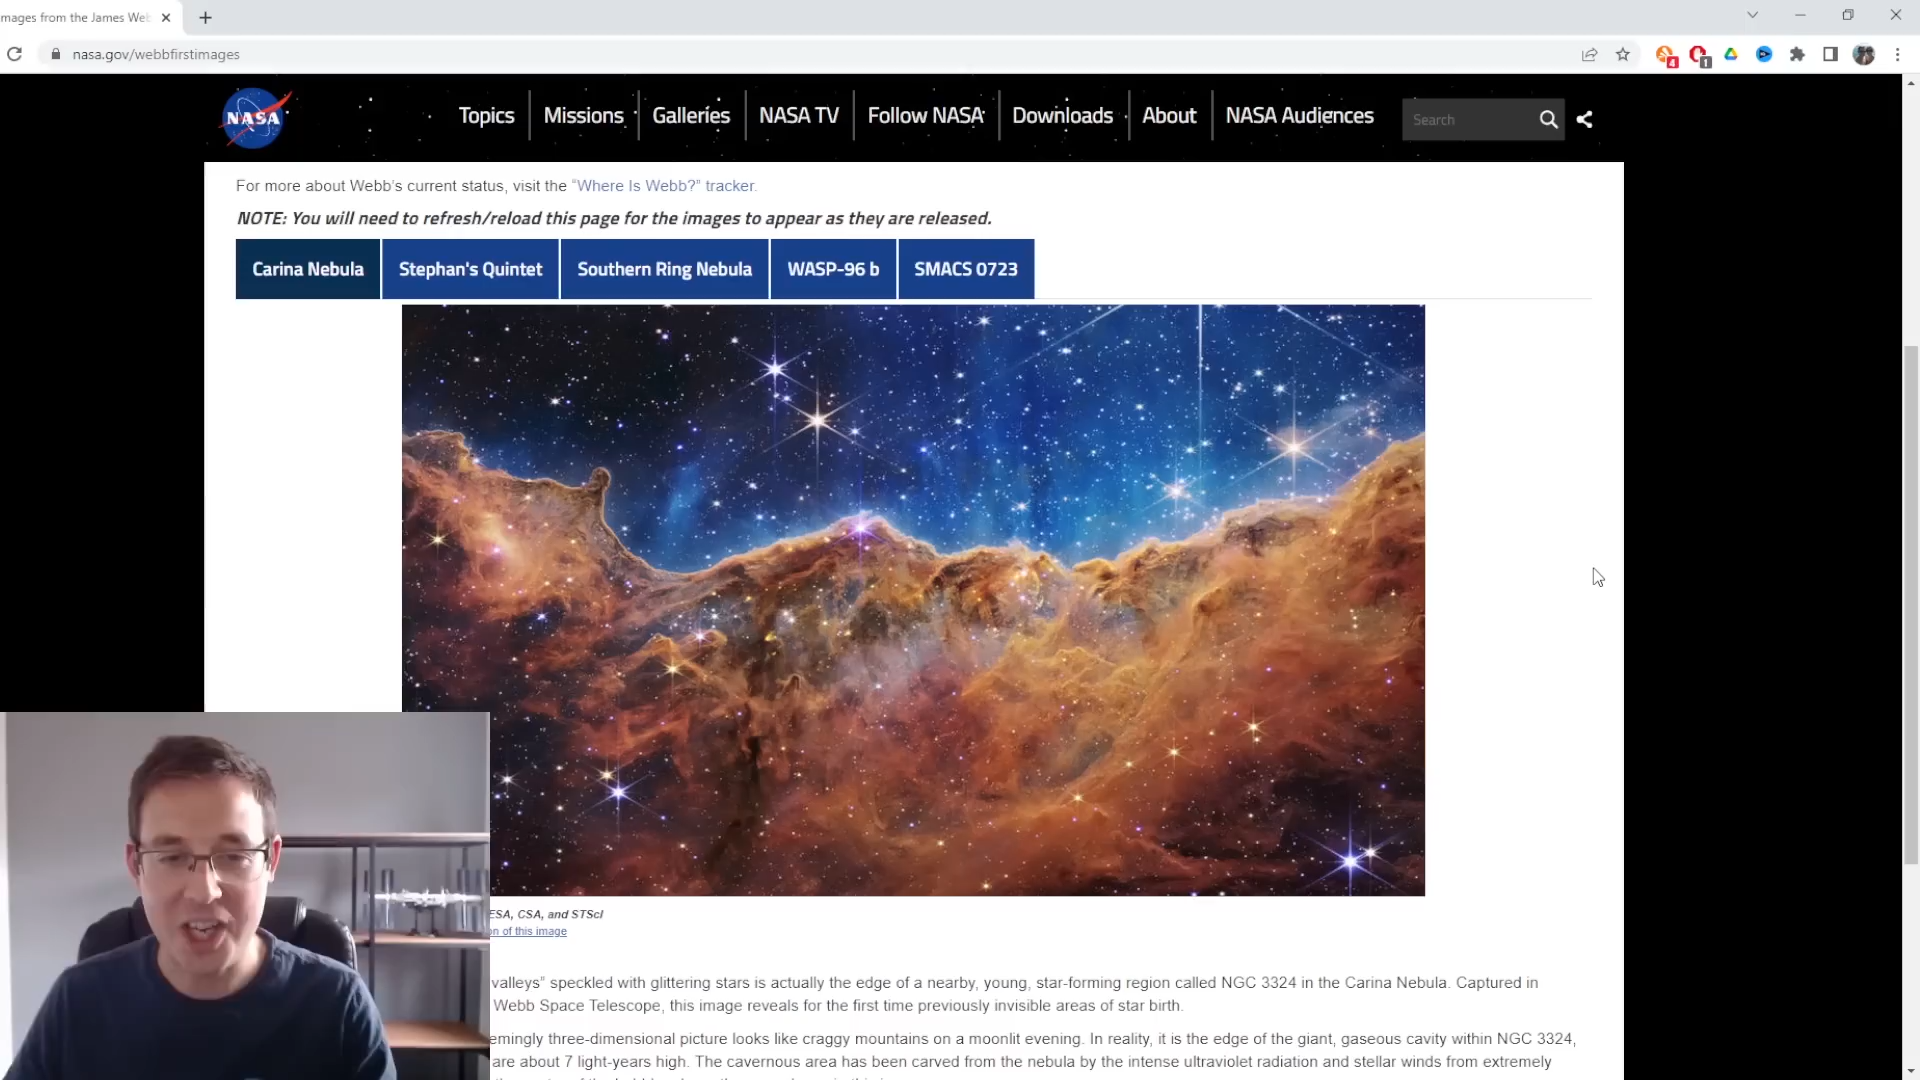 mages from the James Web
nasa.gov/webbfirstimages
4
1
NASA
Topics
Missions
Galleries
NASA TV
Follow NASA
Downloads
About
NASA Audiences
Search
For more about Webb's current status, visit the "Where Is Webb?" tracker.
NOTE: You will need to refresh/reload this page for the images to appear as they are released.
Carina Nebula
Stephan's Quintet
Southern Ring Nebula
WASP-96 b
SMACS 0723
ESA, CSA, and STScI
on of this image
valleys" speckled with glittering stars is actually the edge of a nearby, young, star-forming region called NGC 3324 in the Carina Nebula. Captured in
Webb Space Telescope, this image reveals for the first time previously invisible areas of star birth.
emingly three-dimensional picture looks like craggy mountains on a moonlit evening. In reality, it is the edge of the giant, gaseous cavity within NGC 3324,
are about 7 light-years high. The cavernous area has been carved from the nebula by the intense ultraviolet radiation and stellar winds from extremely